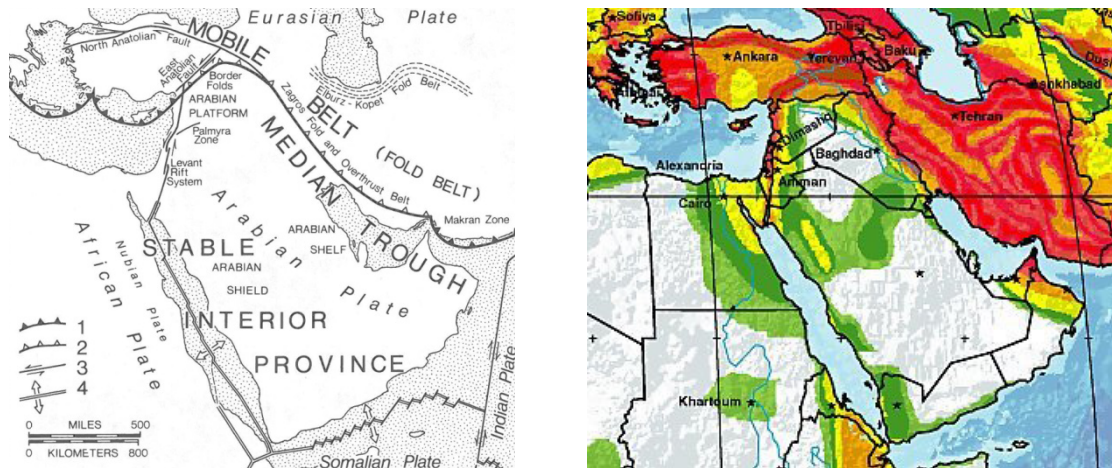 Eurasian Plate
North Anatolian Fault
MOBILE
East
Anatolian
Fault
Border
Folds
ARABIAN
PLATFORM
Elburz-Kopet Fold Belt
Zagros Fold and Overthrust Belt
BELT
(FOLD BELT)
Palmyra
Zone
MEDIAN
Levant
Rift
System
Makran Zone
Arabian
ARABIAN
SHELF
TROUGH
African Plate
Nubian Plate
STABLE
ARABIAN
SHIELD
Plate
INTERIOR
PROVINCE
1
2
3
4
MILES 500
KILOMETERS 800
Indian Plate
Somalian Plate
Sofiya
Tbilisi
Ankara
Yerevan
Baku
Ashkhabad
Tehran
Dimashq
Baghdad
Alexandria
Amman
Cairo
Khartoum